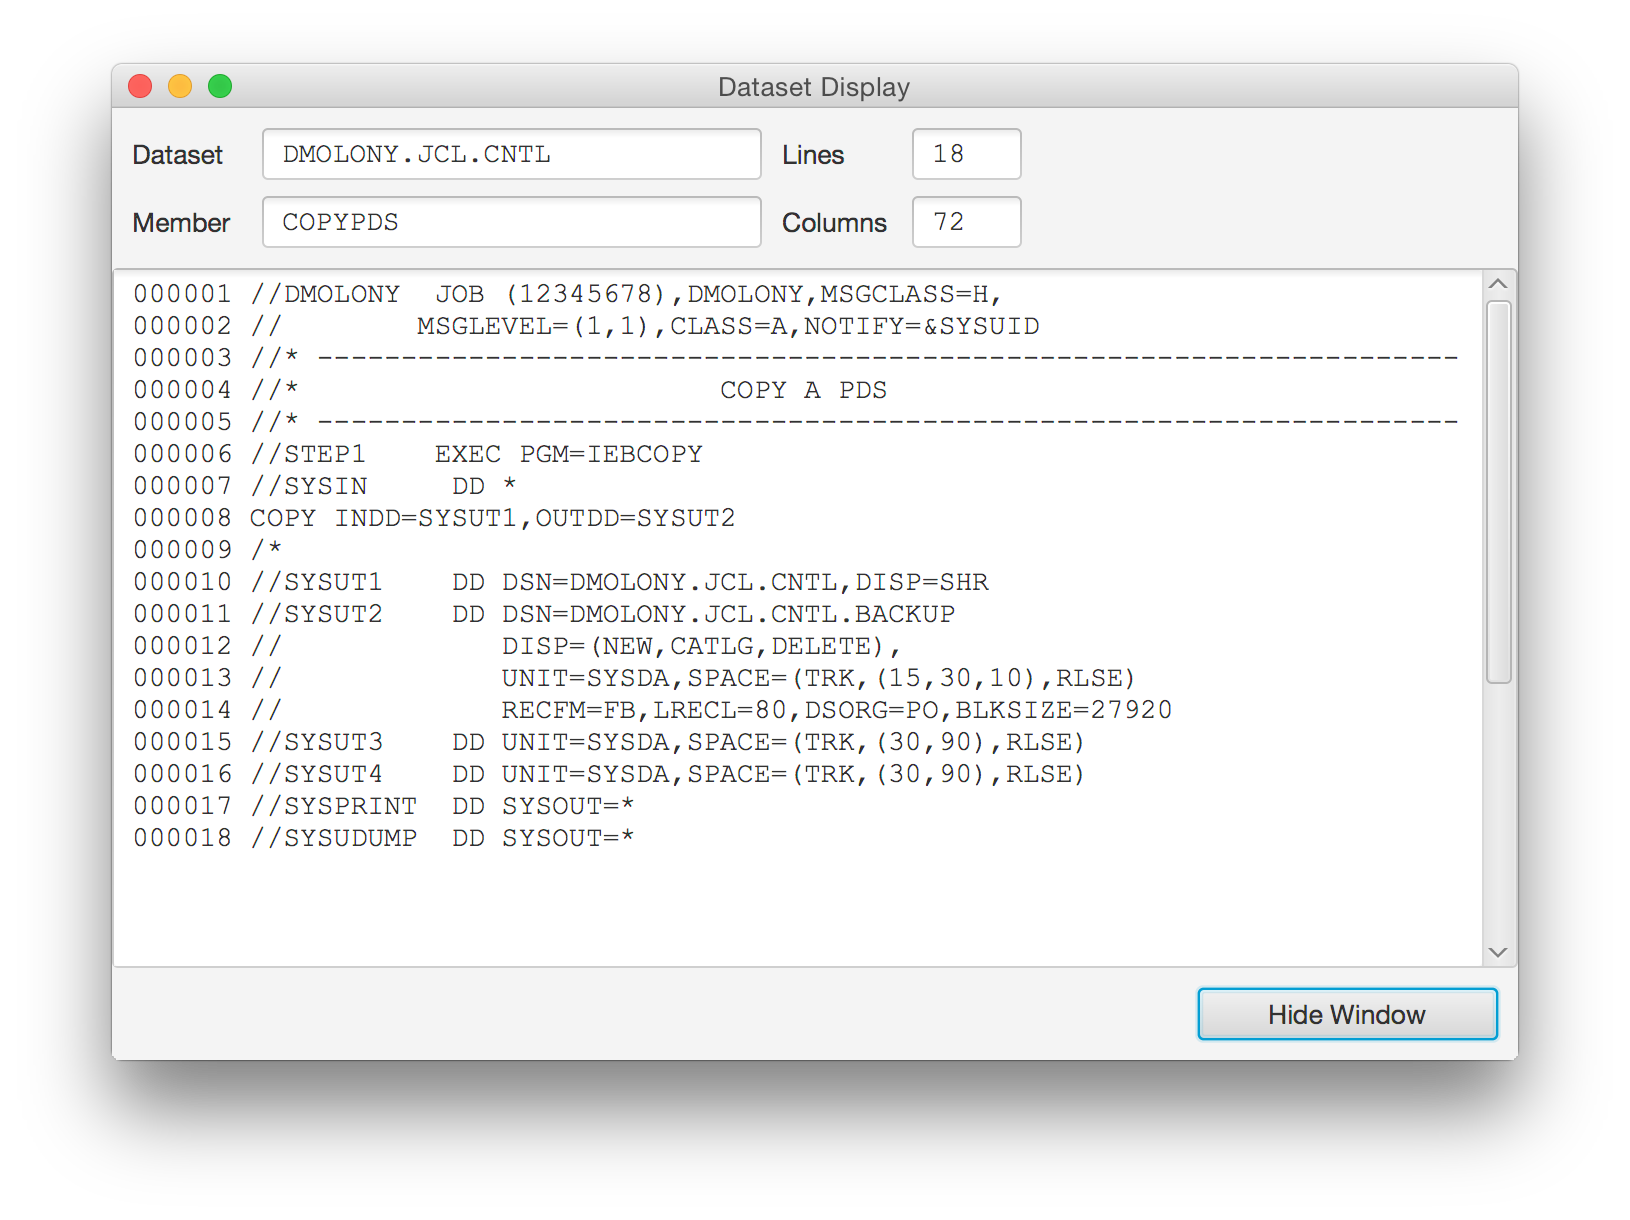 Dataset Display
Dataset DMOLONY.JCL.CNTL Lines 18
Member COPYPDS Columns 72
000001 //DMOLONY  JOB (12345678),DMOLONY,MSGCLASS=H,
000002 //        MSGLEVEL=(1,1),CLASS=A,NOTIFY=&SYSUID
000003 //* --------------------------------------------------------------------
000004 //*                         COPY A PDS
000005 //* --------------------------------------------------------------------
000006 //STEP1    EXEC PGM=IEBCOPY
000007 //SYSIN     DD *
000008 COPY INDD=SYSUT1,OUTDD=SYSUT2
000009 /*
000010 //SYSUT1    DD DSN=DMOLONY.JCL.CNTL,DISP=SHR
000011 //SYSUT2    DD DSN=DMOLONY.JCL.CNTL.BACKUP
000012 //             DISP=(NEW,CATLG,DELETE),
000013 //             UNIT=SYSDA,SPACE=(TRK,(15,30,10),RLSE)
000014 //             RECFM=FB,LRECL=80,DSORG=PO,BLKSIZE=27920
000015 //SYSUT3    DD UNIT=SYSDA,SPACE=(TRK,(30,90),RLSE)
000016 //SYSUT4    DD UNIT=SYSDA,SPACE=(TRK,(30,90),RLSE)
000017 //SYSPRINT  DD SYSOUT=*
000018 //SYSUDUMP  DD SYSOUT=*
Hide Window